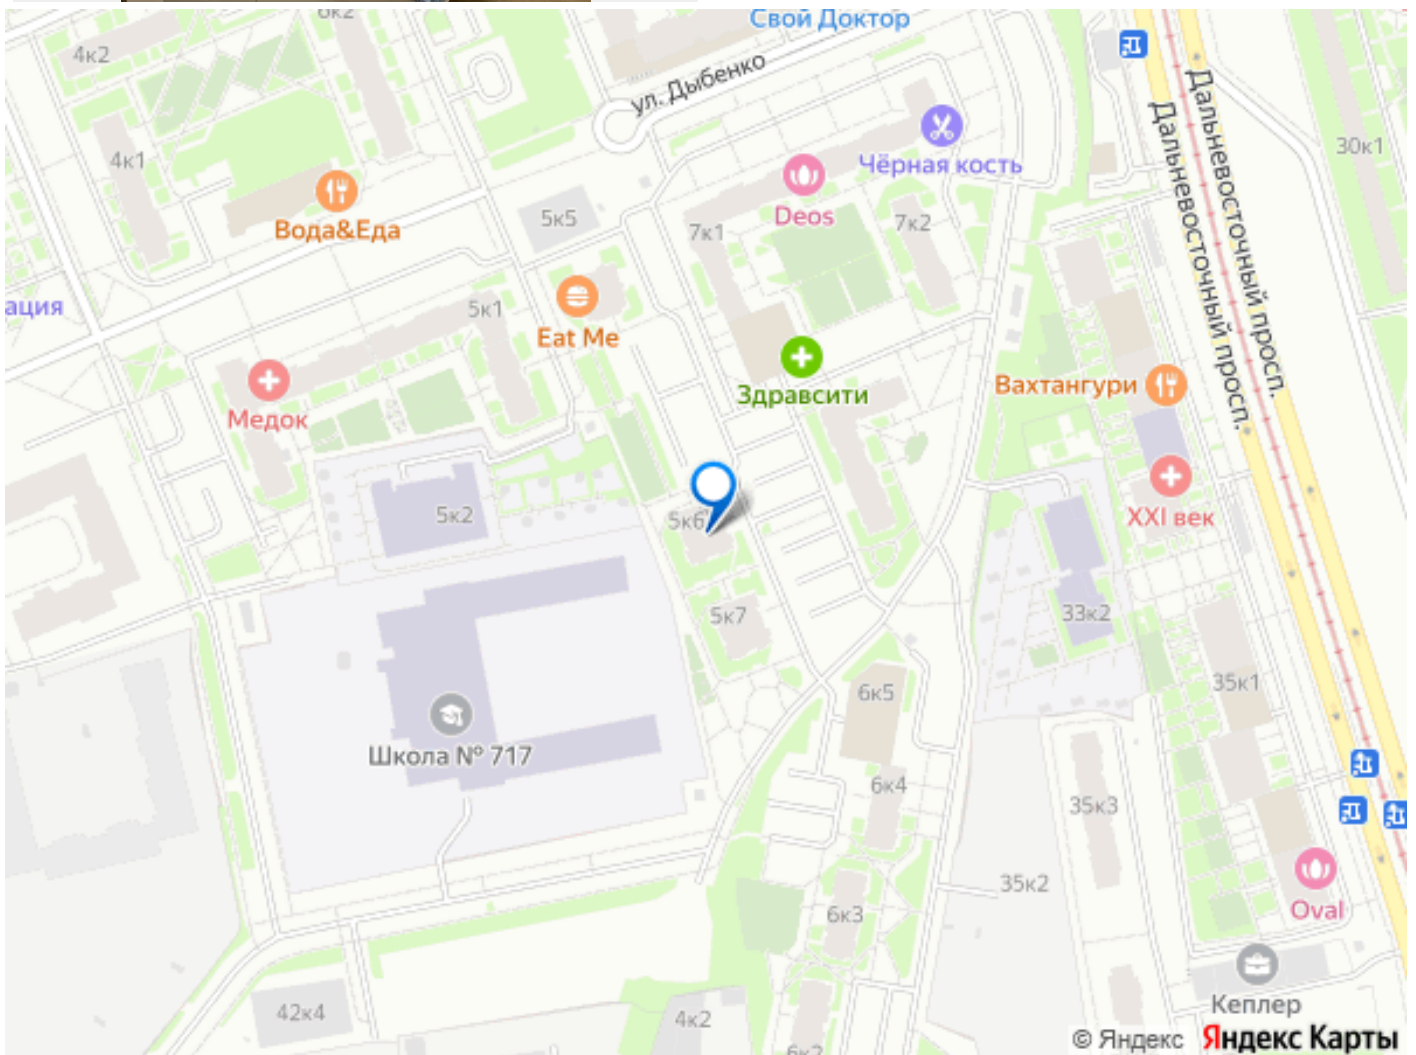 Свой Доктор
6к2
4к2
ул. Дыбенко
Дальневосточный просп.
Дальневосточный просп.
4к1
30к1
Чёрная кость
Вода&Еда
5к5
Deos
7к1
7к2
ация
5к1
Eat Me
Здравсити
Вахтангури
Медок
5к2
5к6
XXI век
5к7
33к2
6к5
35к1
Школа № 717
6к4
35к3
35к2
6к3
Oval
42к4
4к2
6к2
Кеплер
© Яндекс Яндекс Карты